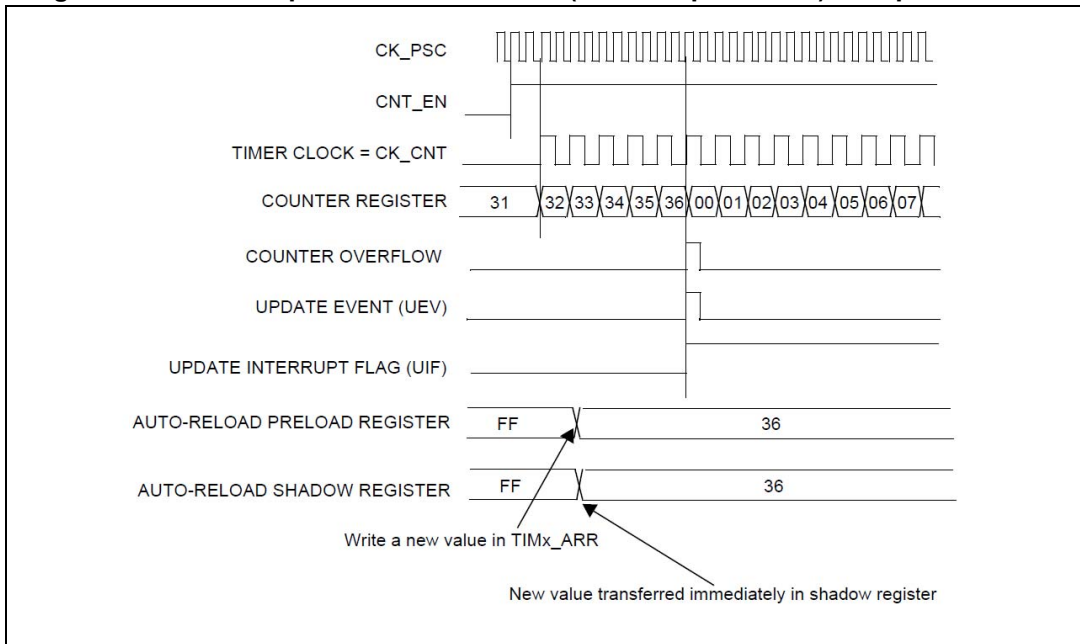 CK_PSC
CNT_EN
TIMER CLOCK = CK_CNT
COUNTER REGISTER 31 32 33 34 35 36 00 01 02 03 04 05 06 07
COUNTER OVERFLOW
UPDATE EVENT (UEV)
UPDATE INTERRUPT FLAG (UIF)
AUTO-RELOAD PRELOAD REGISTER FF 36
AUTO-RELOAD SHADOW REGISTER FF 36
Write a new value in TIMx_ARR
New value transferred immediately in shadow register